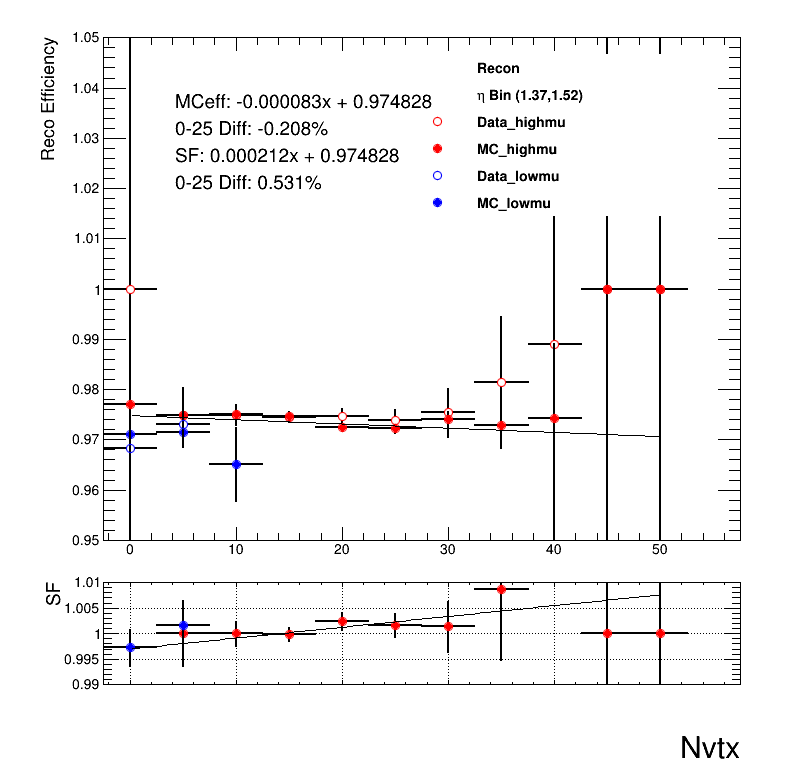 Reco Efficiency
1.05
1.04
1.03
1.02
1.01
1
0.99
0.98
0.97
0.96
0.95
MCeff: -0.000083x + 0.974828
0-25 Diff: -0.208%
SF: 0.000212x + 0.974828
0-25 Diff: 0.531%
Recon
η Bin (1.37,1.52)
Data_highmu
MC_highmu
Data_lowmu
MC_lowmu
0 10 20 30 40 50
SF
1.01
1.005
1
0.995
0.99
Nvtx